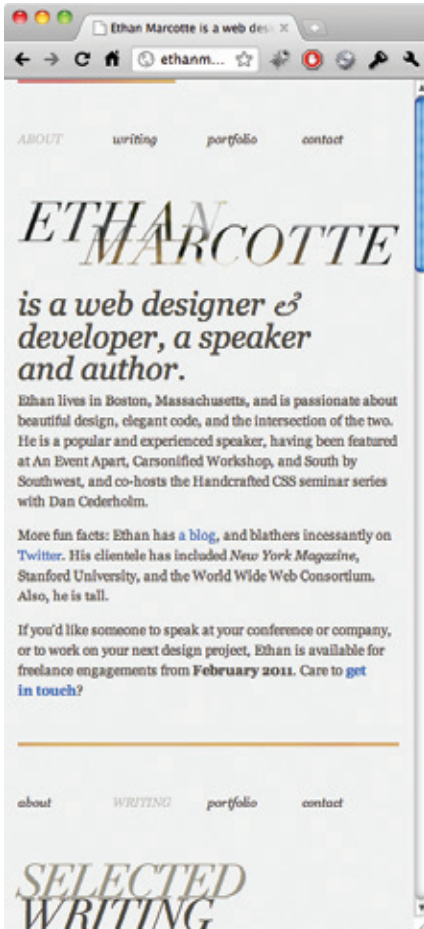 Ethan Marcotte is a web des
ethanm...
ABOUT writing portfolio contact
ETHAN
MARCOTTE
is a web designer &
developer, a speaker
and author.
Ethan lives in Boston, Massachusetts, and is passionate about
beautiful design, elegant code, and the intersection of the two.
He is a popular and experienced speaker, having been featured
at An Event Apart, Carsonified Workshop, and South by
Southwest, and co-hosts the Handcrafted CSS seminar series
with Dan Cederholm.
More fun facts: Ethan has a blog, and blathers incessantly on
Twitter. His clientele has included New York Magazine,
Stanford University, and the World Wide Web Consortium.
Also, he is tall.
If you'd like someone to speak at your conference or company,
or to work on your next design project, Ethan is available for
freelance engagements from February 2011. Care to get
in touch?
about WRITING portfolio contact
SELECTED
WRITING